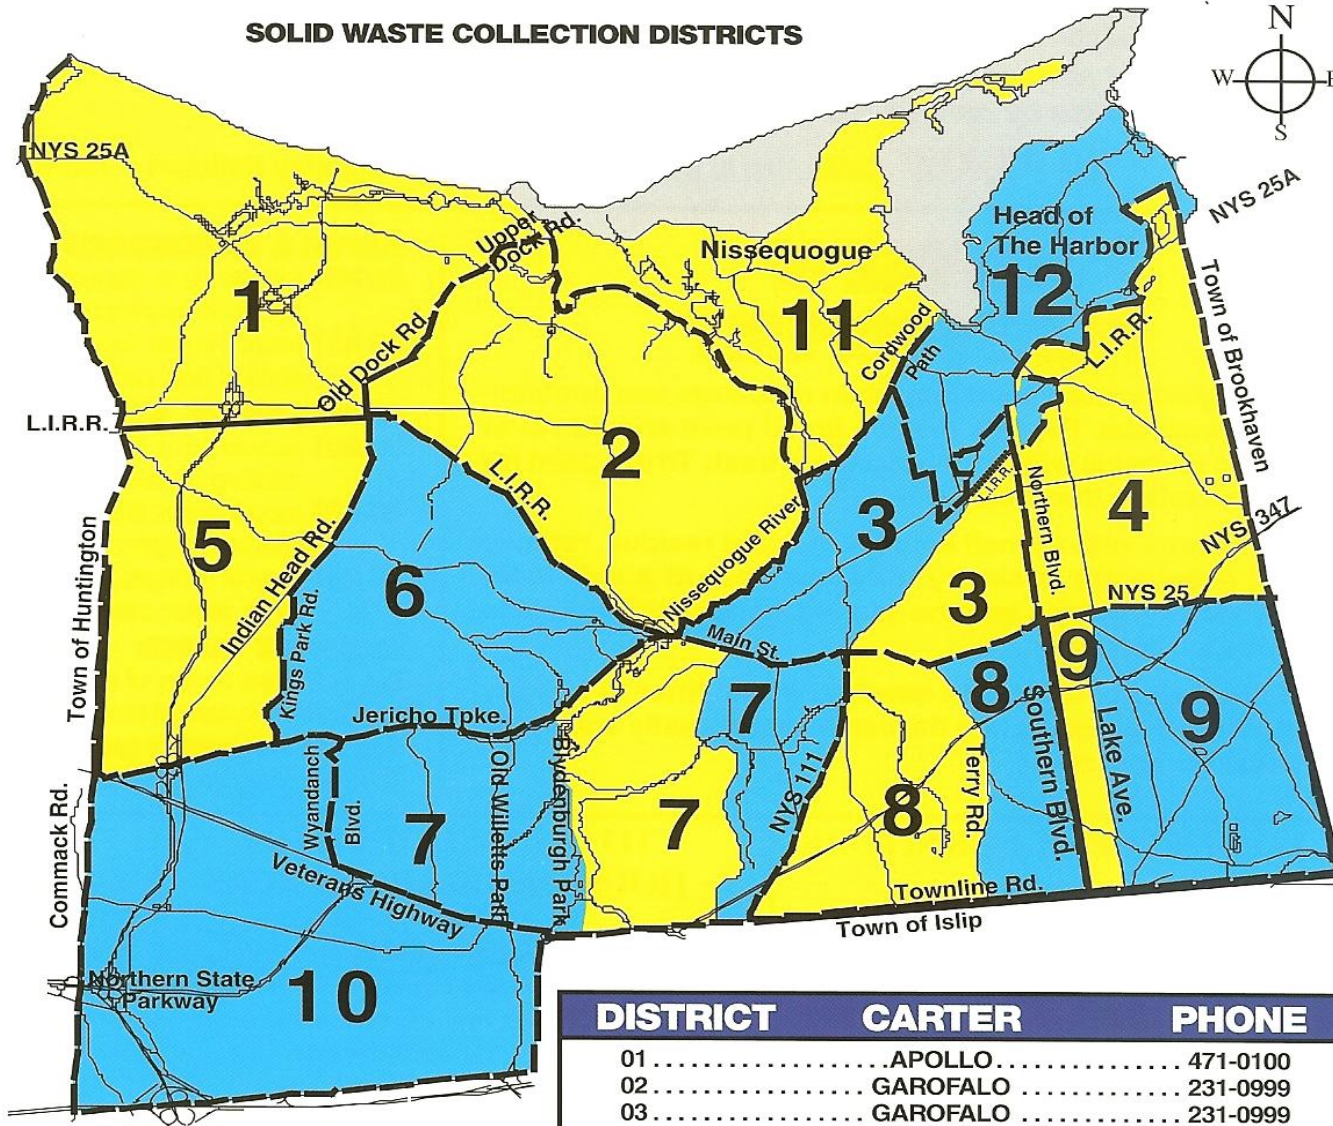 SOLID WASTE COLLECTION DISTRICTS
N
W
E
S
NYS 25A
NYS 25A
Upper
Dock Rd.
Nissequogue
Head of
The Harbor
12
1
11
Cordwood
Path
L.I.R.R.
Town of Brookhaven
Old Dock Rd.
L.I.R.R.
2
L.I.R.R.
L.I.R.R.
Northern Blvd.
4
NYS 347
5
Indian Head Rd.
Town of Huntington
Kings Park Rd.
6
Nissequogue River
3
3
NYS 25
Main St.
9
8
7
Southern Blvd.
9
Lake Ave.
Jericho Tpke.
Wyandanch
Blvd.
Old Willetts Path
Blydenburgh Park
7
7
NYS 111
8
Terry Rd.
Commack Rd.
Veterans Highway
Townline Rd.
Town of Islip
Northern State
Parkway
10
DISTRICT CARTER PHONE
01....................APOLLO................471-0100
02..................GAROFALO..............231-0999
03..................GAROFALO..............231-0999